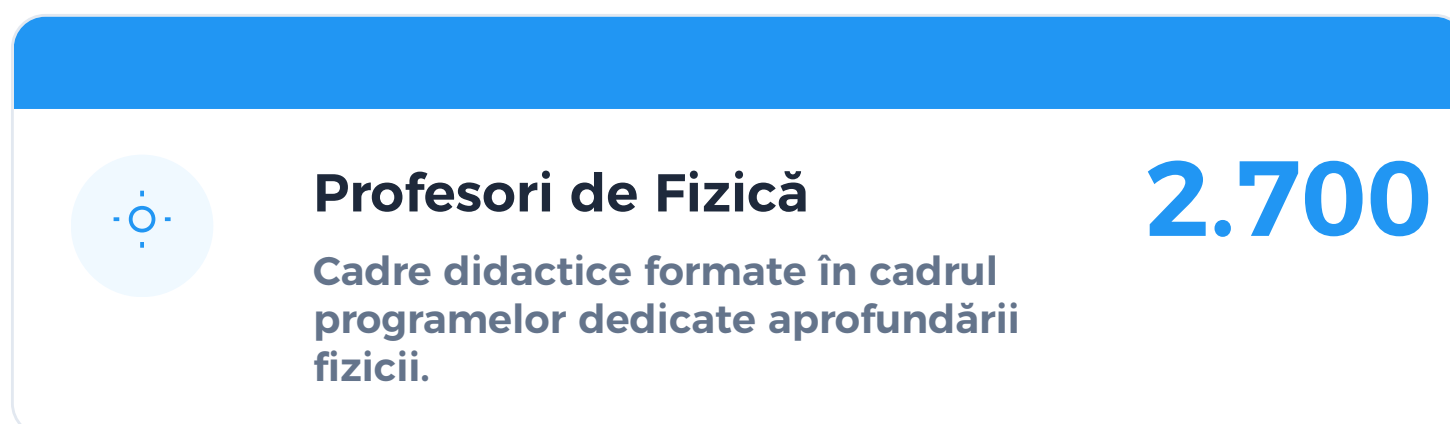 Profesori de Fizică
2.700
Cadre didactice formate în cadrul
programelor dedicate aprofundării
fizicii.